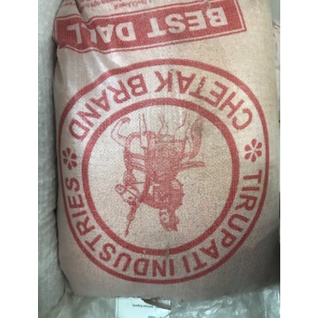 BEST DALL
CHETAK BRAND
TIRUPATI INDUSTRIES